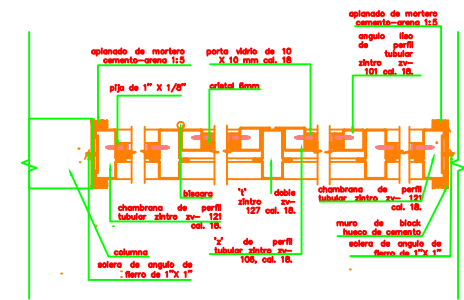 aplanado de mortero
cemento-arena 1:5
angulo liso
de perfil
tubular
zintro zv-
101 cal. 18.
aplanado de mortero
cemento-arena 1:5
porta vidrio de 10
X 10 mm cal. 18
pija de 1" X 1/8"
cristal 6mm
bisagra
chambrana de perfil
tubular zintro zv- 121
cal. 18.
't' doble
zintro zv-
127 cal. 18.
chambrana de perfil
tubular zintro zv- 121
cal. 18.
muro de block
hueco de cemento
'z' de perfil
tubular zintro zv-
106, cal. 18.
columna
solera de angulo de
fierro de 1"X 1"
solera de angulo de
fierro de 1"X 1"